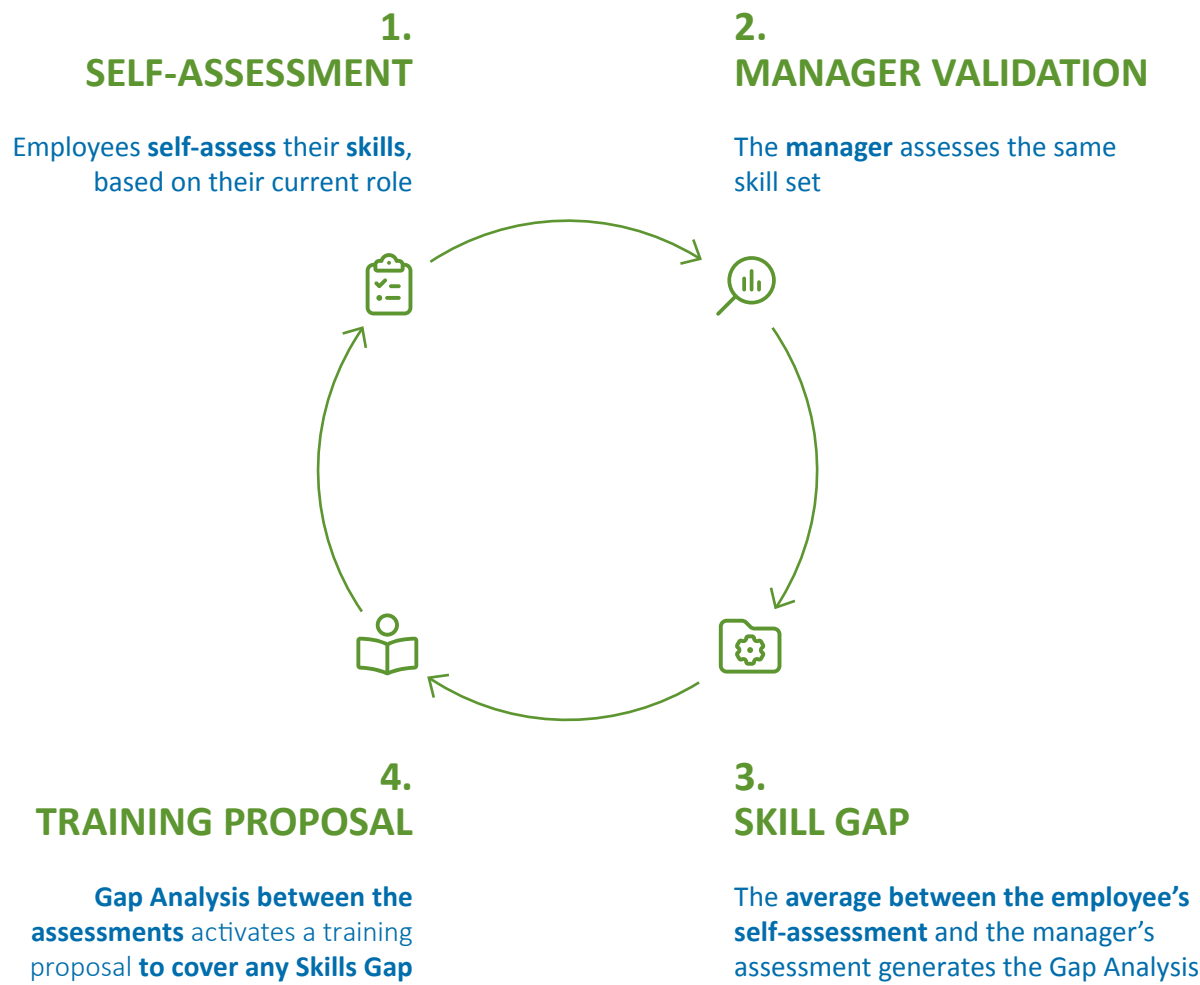 1.
SELF-ASSESSMENT
Employees self-assess their skills,
based on their current role
2.
MANAGER VALIDATION
The manager assesses the same
skill set
3.
SKILL GAP
The average between the employee's
self-assessment and the manager's
assessment generates the Gap Analysis
4.
TRAINING PROPOSAL
Gap Analysis between the
assessments activates a training
proposal to cover any Skills Gap